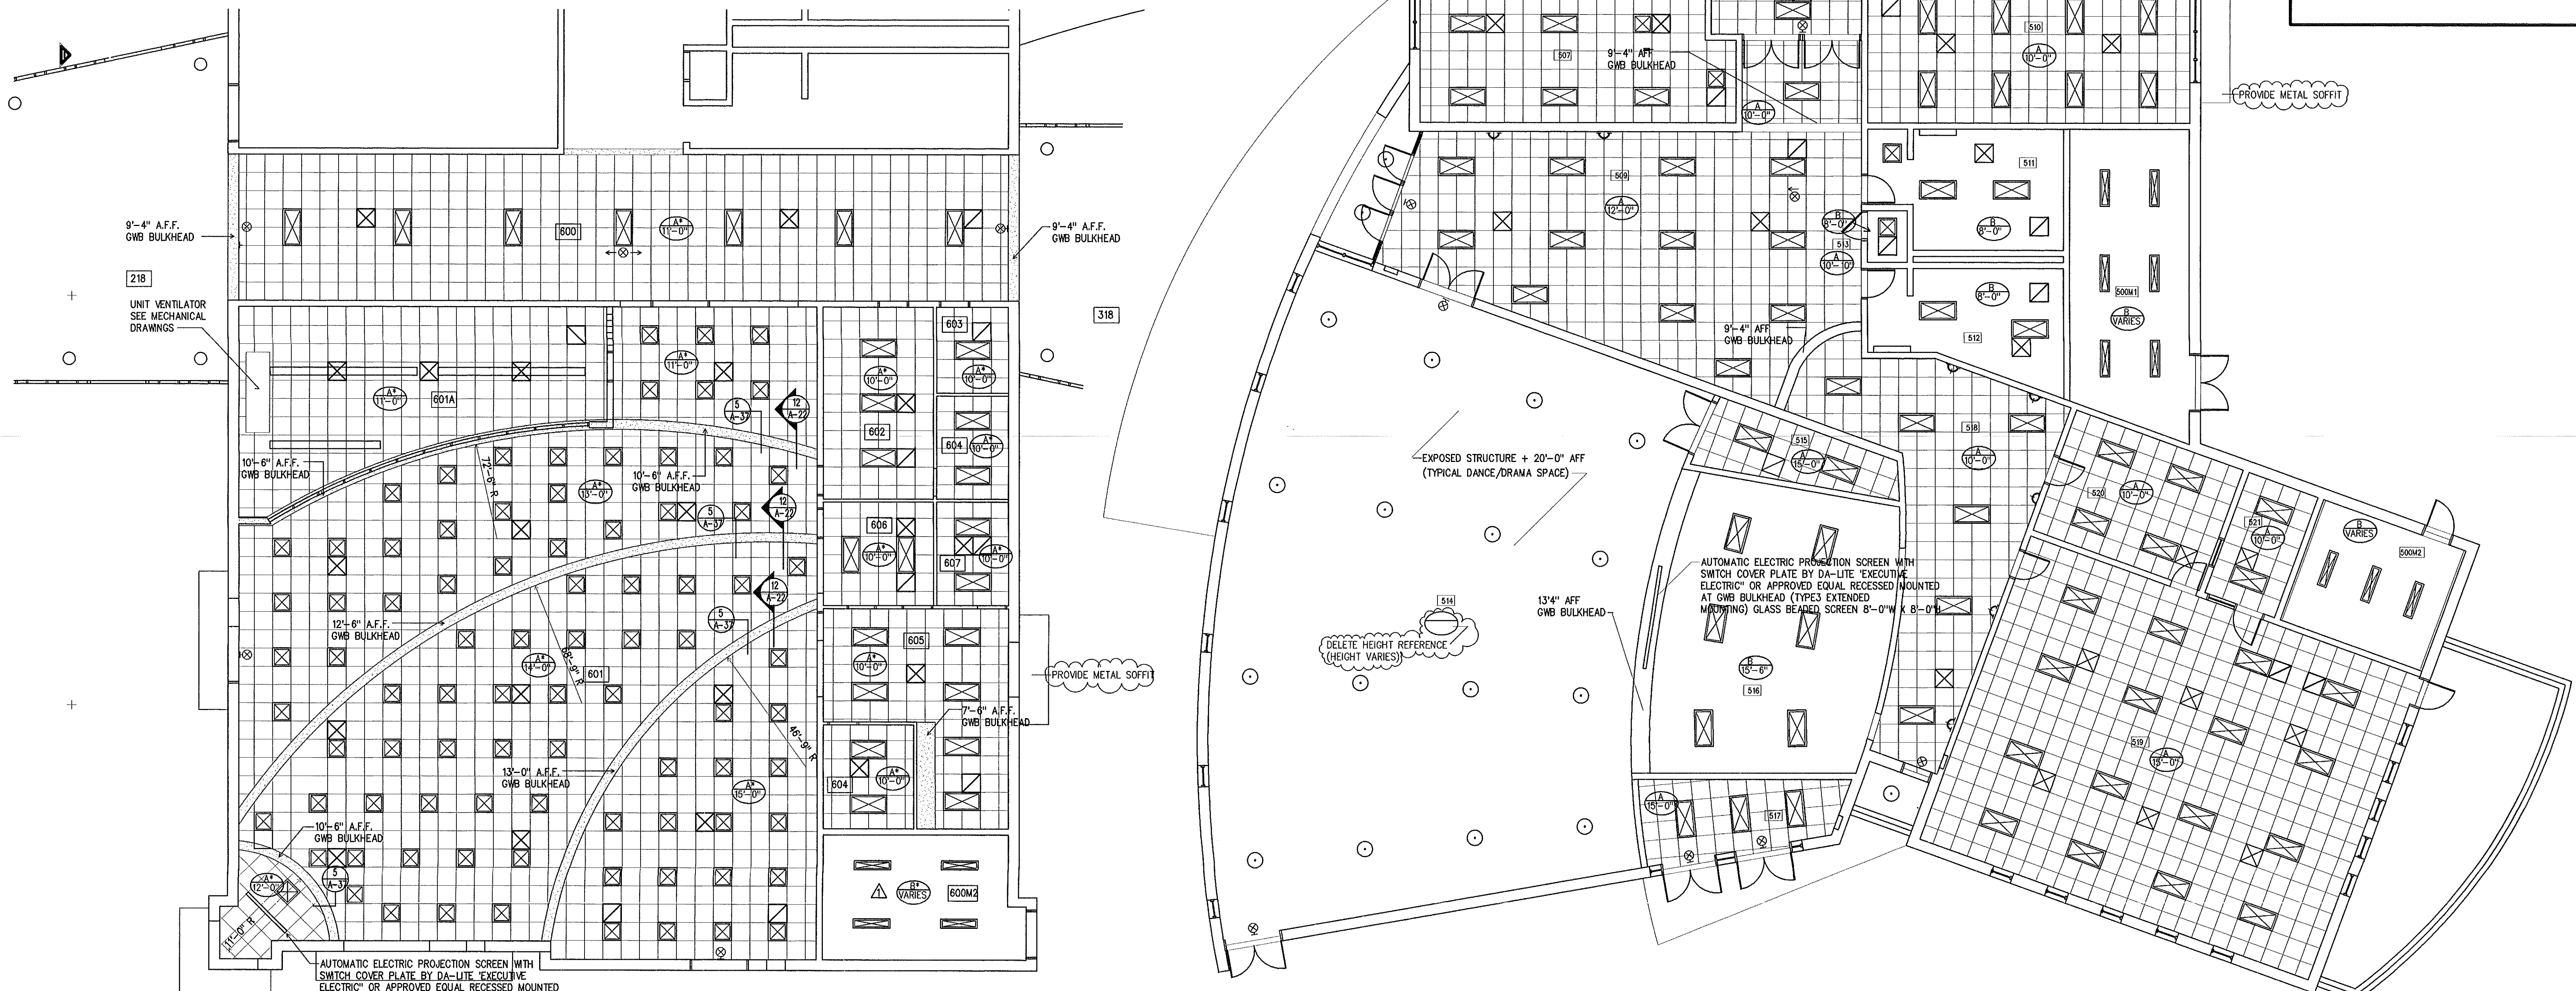 9'-4" A.F.F.
GWB BULKHEAD
218
UNIT VENTILATOR
SEE MECHANICAL
DRAWINGS
600
A*
11'-0"
9'-4" A.F.F.
GWB BULKHEAD
318
A*
11'-0"
601A
A*
11'-0"
5
A-37
12
A-22
10'-6" A.F.F.
GWB BULKHEAD
72'-6" R
A*
13'-0"
10'-6" A.F.F.
GWB BULKHEAD
5
A-37
12
A-22
603
A*
10'-0"
A*
10'-0"
602
604
A*
10'-0"
606
A*
10'-0"
607
A*
10'-0"
12'-6" A.F.F.
GWB BULKHEAD
A*
14'-0"
68'-9" R
601
5
A-37
12
A-22
605
A*
10'-0"
PROVIDE METAL SOFFIT
7'-6" A.F.F.
GWB BULKHEAD
46'-9" R
13'-0" A.F.F.
GWB BULKHEAD
A*
15'-0"
604
A*
10'-0"
10'-6" A.F.F.
GWB BULKHEAD
A*
12'-0"
5
A-37
11'-0" R
1
B*
VARIES
600M2
AUTOMATIC ELECTRIC PROJECTION SCREEN WITH
SWITCH COVER PLATE BY DA-LITE 'EXECUTIVE
ELECTRIC" OR APPROVED EQUAL RECESSED MOUNTED
507
9'-4" AFF
GWB BULKHEAD
A
10'-0"
510
A
10'-0"
PROVIDE METAL SOFFIT
509
A
12'-0"
511
B
8'-0"
B
8'-0"
513
A
10'-10"
B
8'-0"
512
500M1
B
VARIES
9'-4" AFF
GWB BULKHEAD
EXPOSED STRUCTURE + 20'-0" AFF
(TYPICAL DANCE/DRAMA SPACE)
515
A
15'-0"
518
A
10'-0"
520
A
10'-0"
521
A
10'-0"
B
VARIES
500M2
AUTOMATIC ELECTRIC PROJECTION SCREEN WITH
SWITCH COVER PLATE BY DA-LITE 'EXECUTIVE
ELECTRIC" OR APPROVED EQUAL RECESSED MOUNTED
AT GWB BULKHEAD (TYPE3 EXTENDED
MOUNTING) GLASS BEADED SCREEN 8'-0"W X 8'-0"H
13'4" AFF
GWB BULKHEAD
514
DELETE HEIGHT REFERENCE
(HEIGHT VARIES)
B
15'-6"
516
519
A
15'-0"
A
15'-0"
517